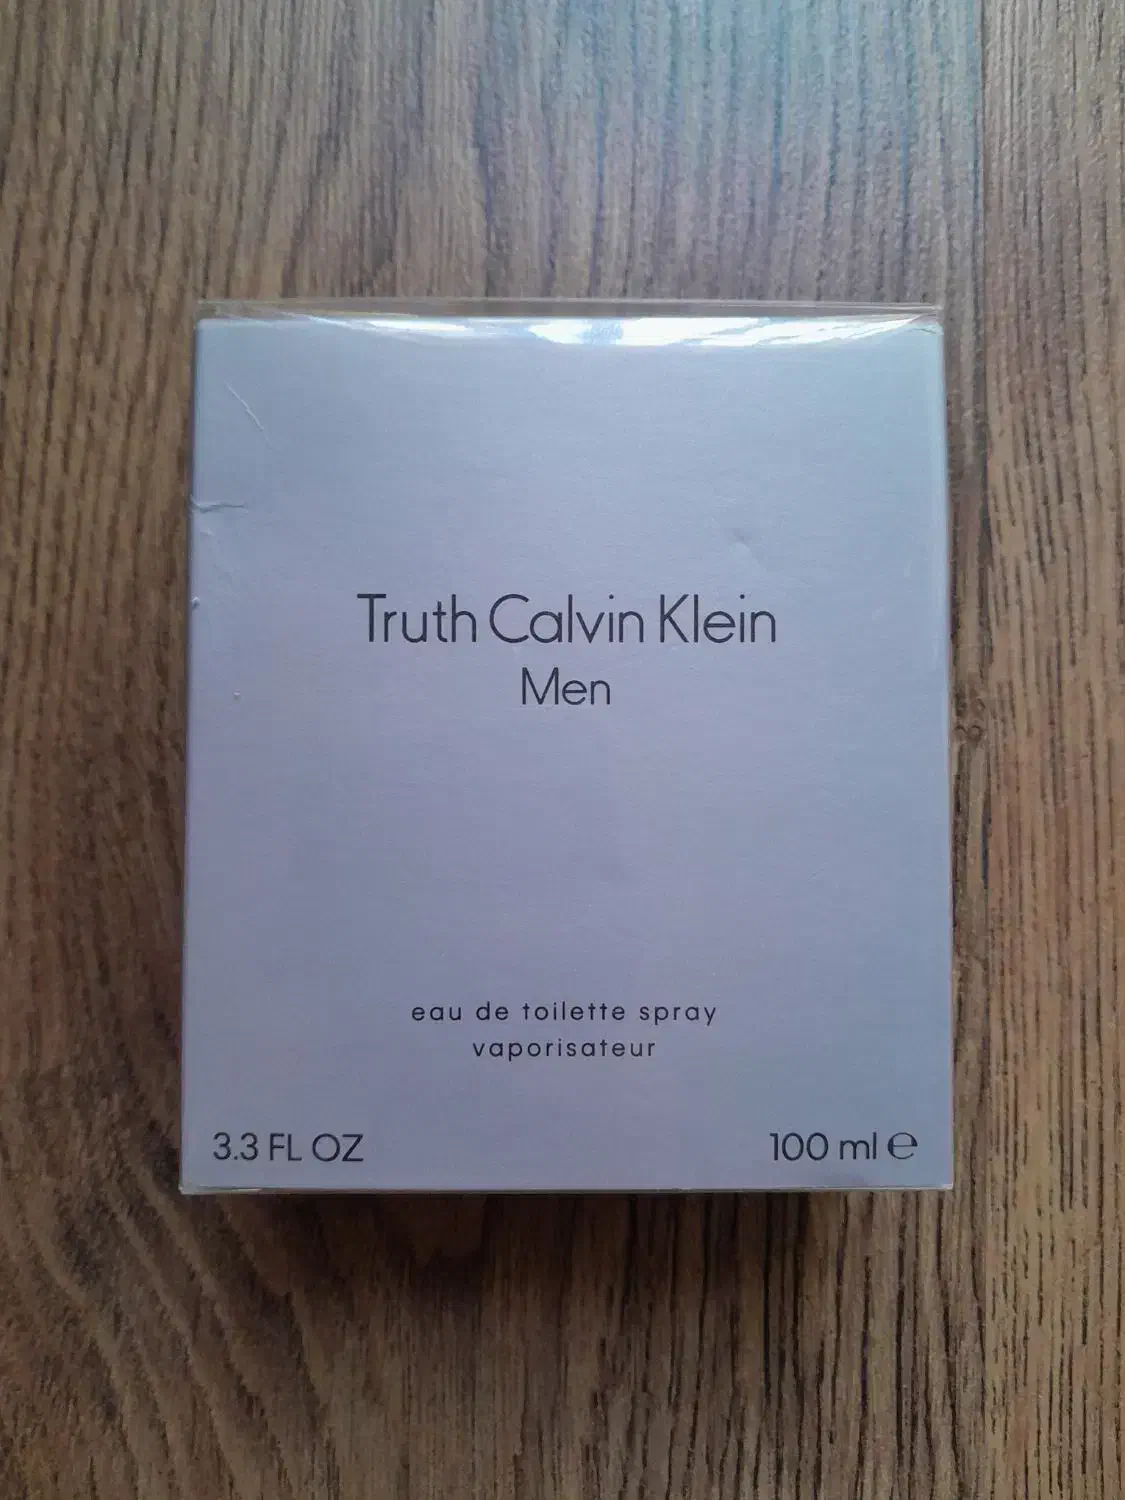 Truth Calvin Klein
Men
eau de toilette spray
vaporisateur
3.3 FL OZ
100 ml ℮